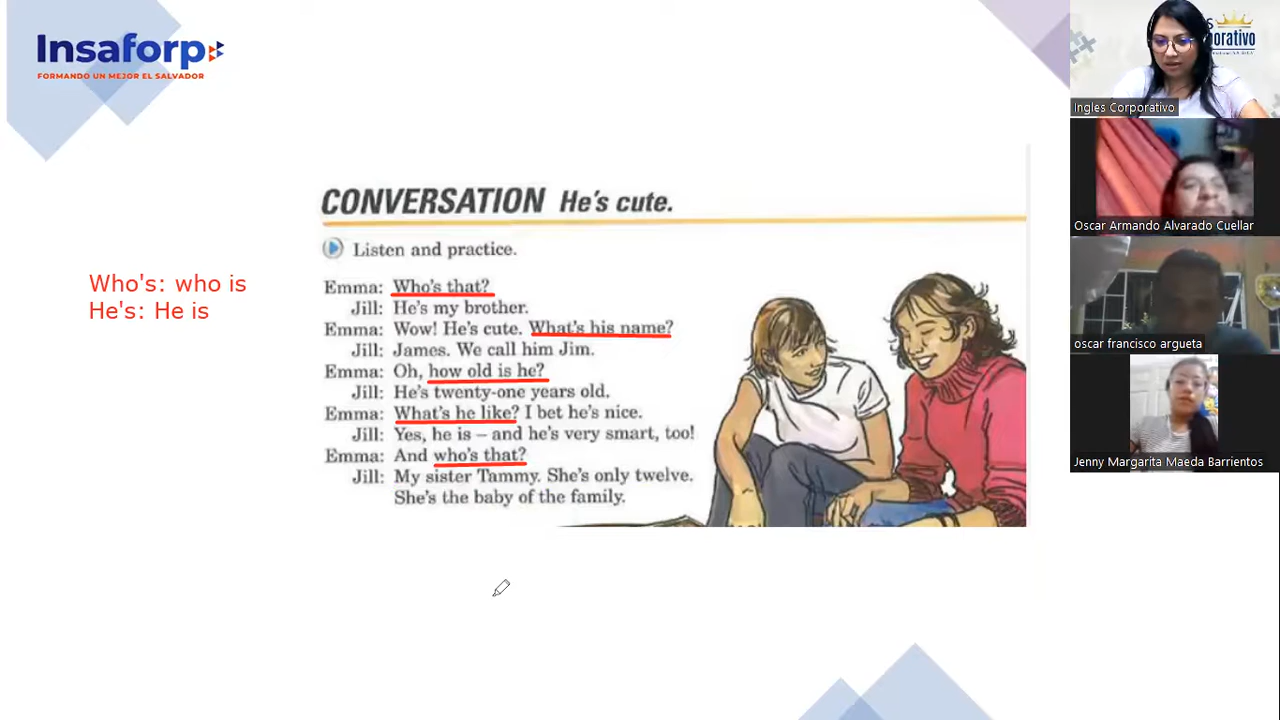 Insaforp
FORMANDO UN MEJOR EL SALVADOR
CONVERSATION He's cute.
Listen and practice.
Who's: who is
He's: He is
Emma: Who's that?
Jill: He's my brother.
Emma: Wow! He's cute. What's his name?
Jill: James. We call him Jim.
Emma: Oh, how old is he?
Jill: He's twenty-one years old.
Emma: What's he like? I bet he's nice.
Jill: Yes, he is – and he's very smart, too!
Emma: And who's that?
Jill: My sister Tammy. She's only twelve.
She's the baby of the family.
Ingles Corporativo
Oscar Armando Alvarado Cuellar
oscar francisco argueta
Jenny Margarita Maeda Barrientos